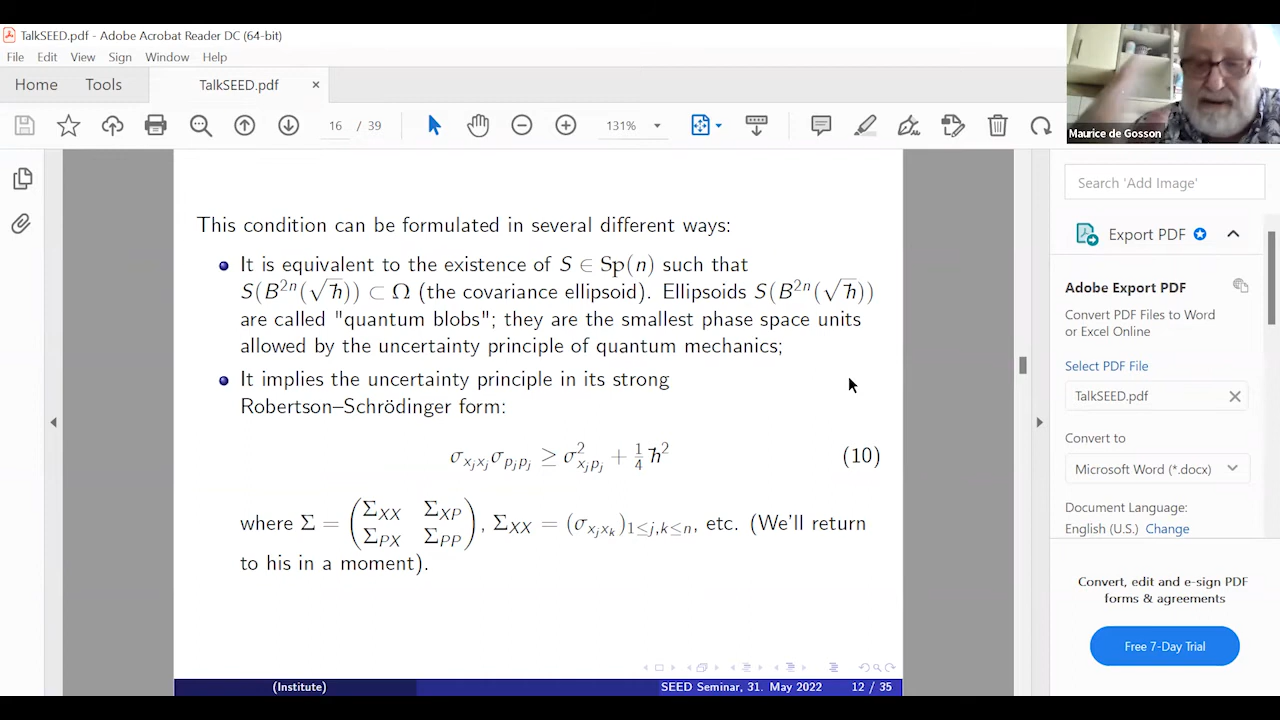 TalkSEED.pdf - Adobe Acrobat Reader DC (64-bit)
File Edit View Sign Window Help
Home Tools TalkSEED.pdf ×
16 / 39 131%
Maurice de Gosson
This condition can be formulated in several different ways:
It is equivalent to the existence of S ∈ Sp(n) such that
S(B²ⁿ(√ħ)) ⊂ Ω (the covariance ellipsoid). Ellipsoids S(B²ⁿ(√ħ))
are called "quantum blobs"; they are the smallest phase space units
allowed by the uncertainty principle of quantum mechanics;
It implies the uncertainty principle in its strong
Robertson–Schrödinger form:
σ_{x_j x_j} σ_{p_j p_j} ≥ σ²_{x_j p_j} + ¼ ħ² (10)
where Σ = (Σ_{XX} Σ_{XP} ; Σ_{PX} Σ_{PP}), Σ_{XX} = (σ_{x_j x_k})_{1≤j,k≤n}, etc. (We'll return
to his in a moment).
(Institute) SEED Seminar, 31. May 2022 12 / 35
Search 'Add Image'
Export PDF
Adobe Export PDF
Convert PDF Files to Word
or Excel Online
Select PDF File
TalkSEED.pdf
Convert to
Microsoft Word (*.docx)
Document Language:
English (U.S.) Change
Convert, edit and e-sign PDF
forms & agreements
Free 7-Day Trial